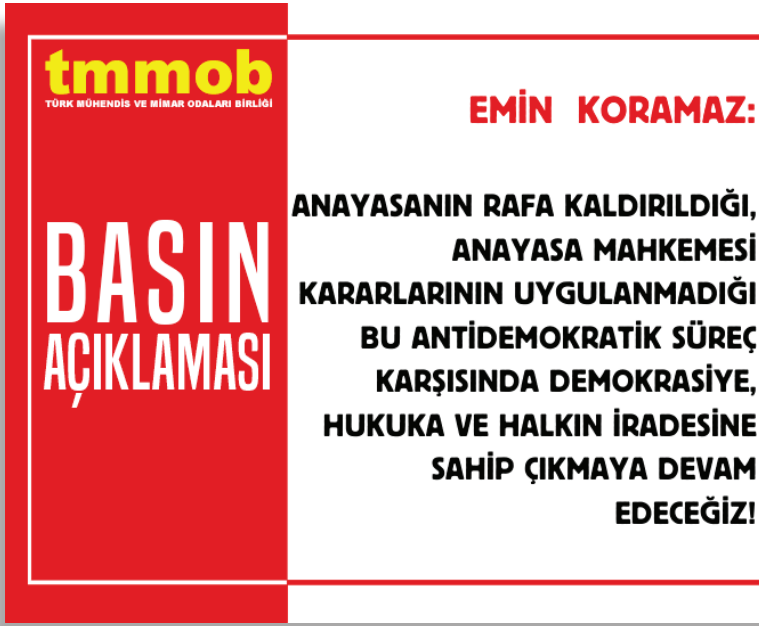 tmmob
TÜRK MÜHENDİS VE MİMAR ODALARI BİRLİĞİ
BASIN
AÇIKLAMASI
EMİN KORAMAZ:
ANAYASANIN RAFA KALDIRILDIĞI,
ANAYASA MAHKEMESİ
KARARLARININ UYGULANMADIĞI
BU ANTİDEMOKRATİK SÜREÇ
KARŞISINDA DEMOKRASİYE,
HUKUKA VE HALKIN İRADESİNE
SAHİP ÇIKMAYA DEVAM
EDECEĞİZ!